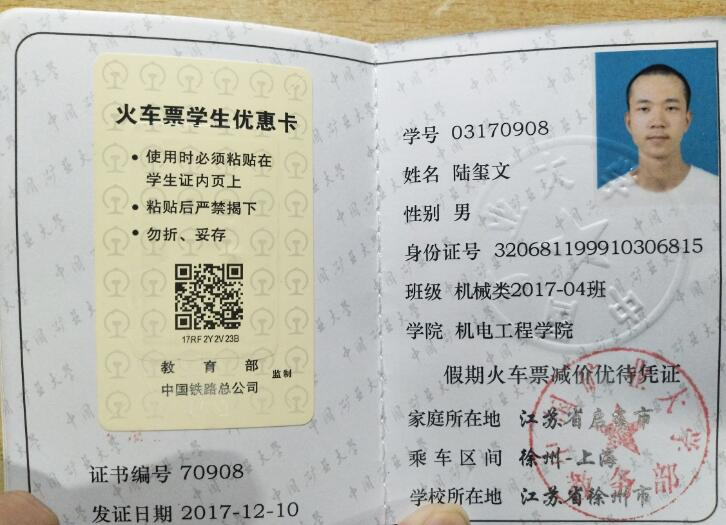 火车票学生优惠卡
• 使用时必须粘贴在
学生证内页上
• 粘贴后严禁揭下
• 勿折、妥存
17RF 2Y2V 23B
教育部
中国铁路总公司
监制
证书编号 70908
发证日期 2017-12-10
学号 03170908
姓名 陆玺文
性别 男
身份证号 320681199910306815
班级 机械类2017-04班
学院 机电工程学院
假期火车票减价优待凭证
家庭所在地 江苏省启东市
乘车区间 徐州-上海
学校所在地 江苏省徐州市